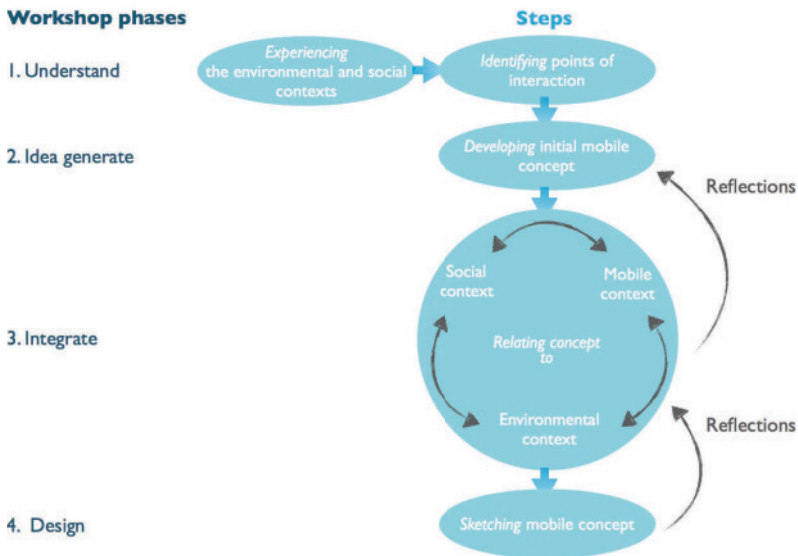 Workshop phases
Steps
1. Understand
Experiencing
the environmental and social
contexts
Identifying points of
interaction
2. Idea generate
Developing initial mobile
concept
Reflections
Social
context
Mobile
context
3. Integrate
Relating concept
to
Environmental
context
Reflections
4. Design
Sketching mobile concept